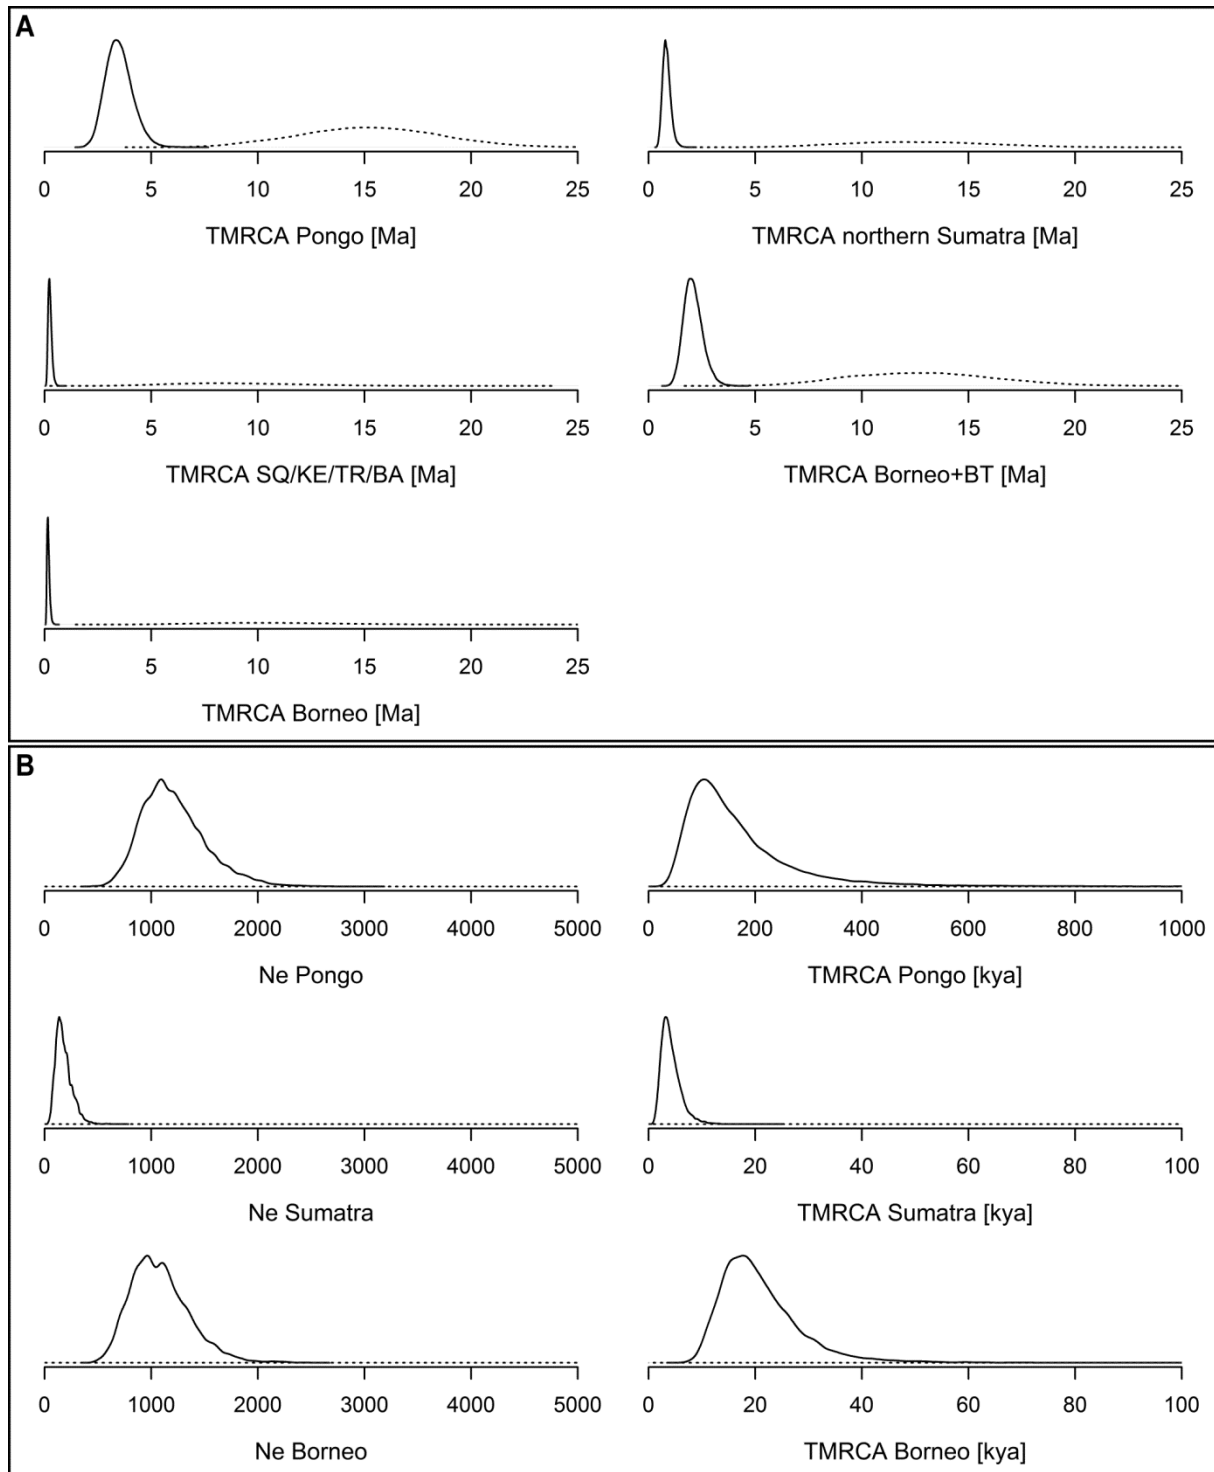 A
0 5 10 15 20 25
TMRCA Pongo [Ma]
0 5 10 15 20 25
TMRCA northern Sumatra [Ma]
0 5 10 15 20 25
TMRCA SQ/KE/TR/BA [Ma]
0 5 10 15 20 25
TMRCA Borneo+BT [Ma]
0 5 10 15 20 25
TMRCA Borneo [Ma]
B
0 1000 2000 3000 4000 5000
Ne Pongo
0 200 400 600 800 1000
TMRCA Pongo [kya]
0 1000 2000 3000 4000 5000
Ne Sumatra
0 20 40 60 80 100
TMRCA Sumatra [kya]
0 1000 2000 3000 4000 5000
Ne Borneo
0 20 40 60 80 100
TMRCA Borneo [kya]